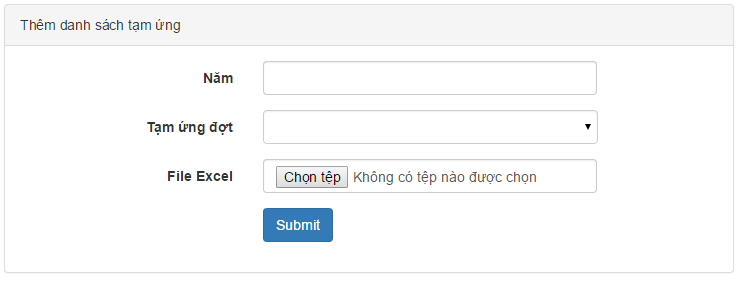 Thêm danh sách tạm ứng
Năm
Tạm ứng đợt
File Excel Chọn tệp Không có tệp nào được chọn
Submit